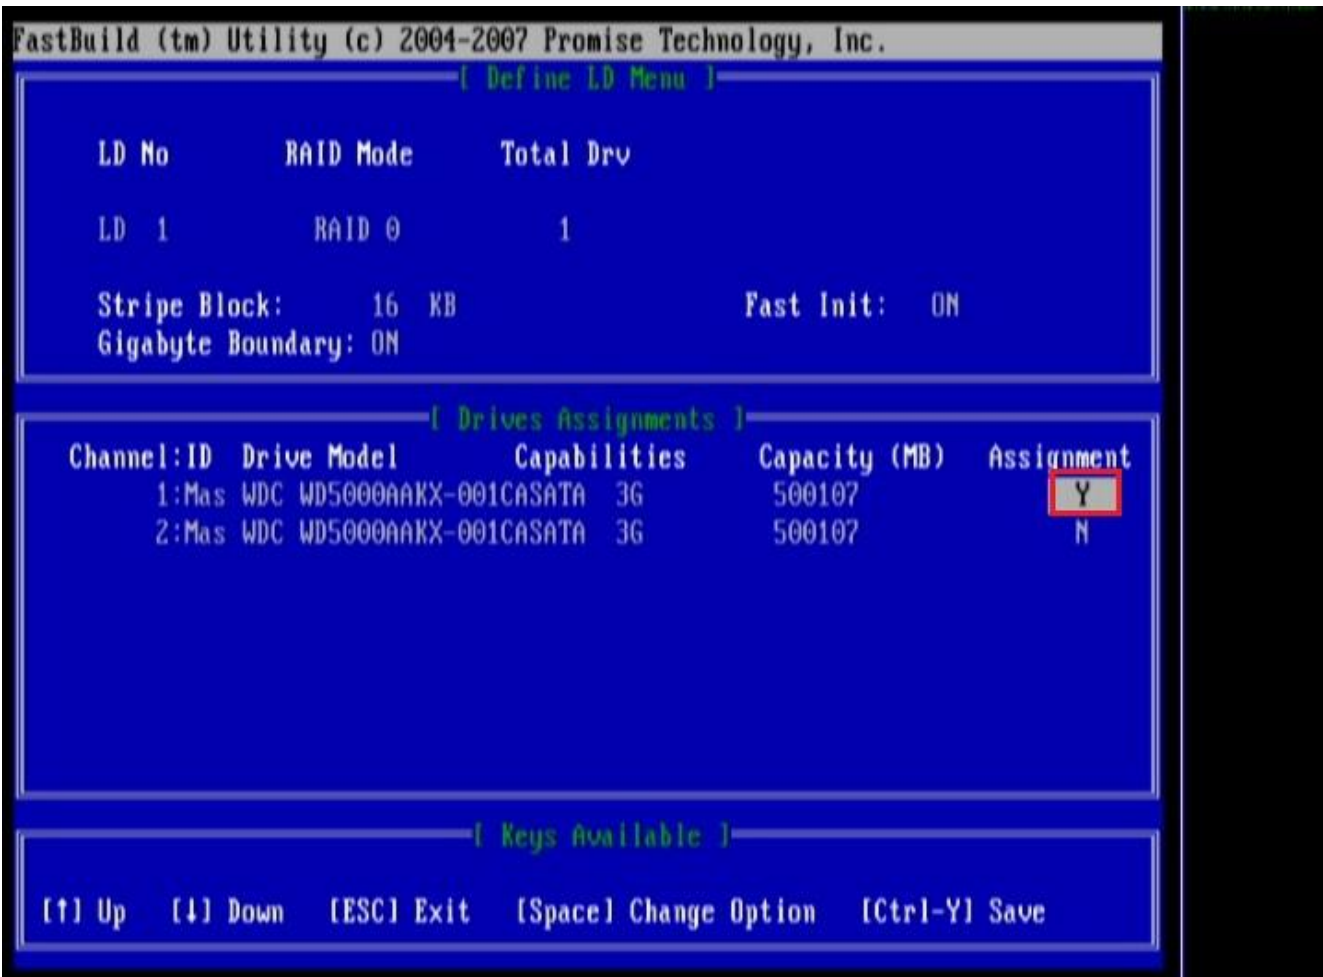 FastBuild (tm) Utility (c) 2004-2007 Promise Technology, Inc.
[ Define LD Menu ]
LD No RAID Mode Total Drv
LD 1 RAID 0 1
Stripe Block: 16 KB Fast Init: ON
Gigabyte Boundary: ON
[ Drives Assignments ]
Channel:ID Drive Model Capabilities Capacity (MB) Assignment
1:Mas WDC WD5000AAKX-001CASATA 3G 500107 Y
2:Mas WDC WD5000AAKX-001CASATA 3G 500107 N
[ Keys Available ]
[↑] Up [↓] Down [ESC] Exit [Space] Change Option [Ctrl-Y] Save